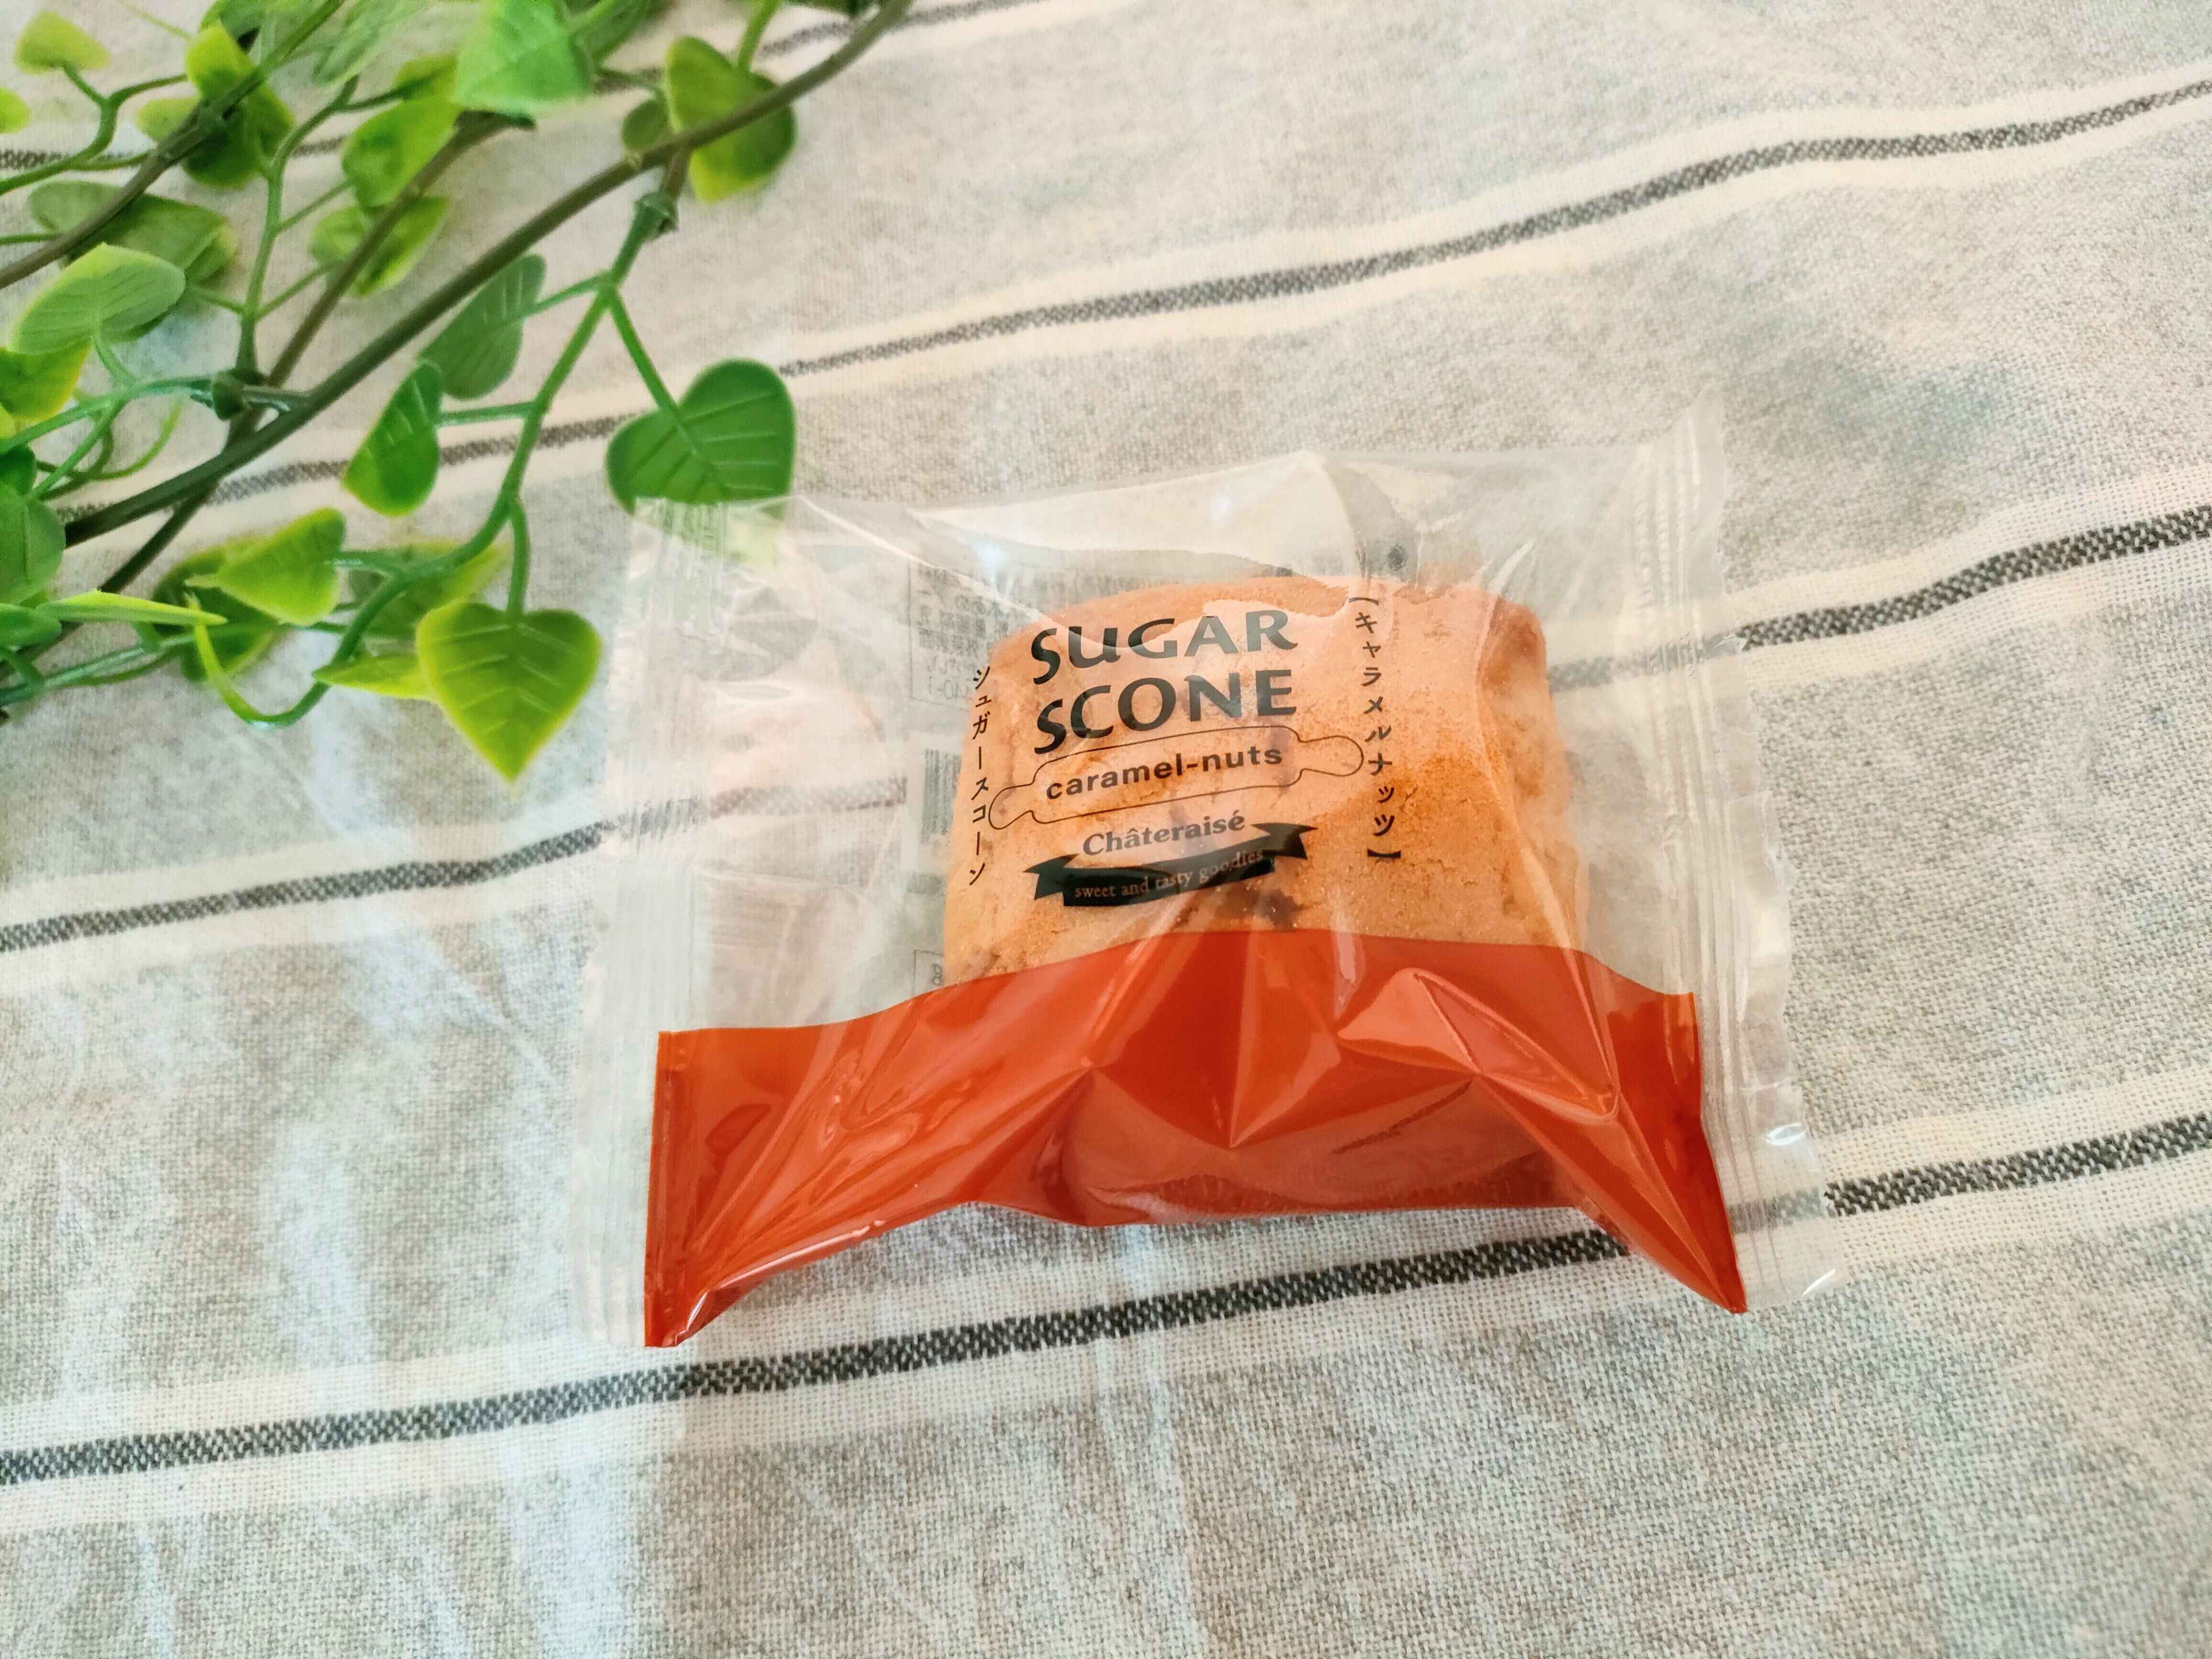 シュガースコーン
SUGAR
SCONE
caramel-nuts
Châteraisé
sweet and tasty goodies
【キャラメルナッツ】